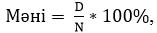 Мәні = D/N * 100%,